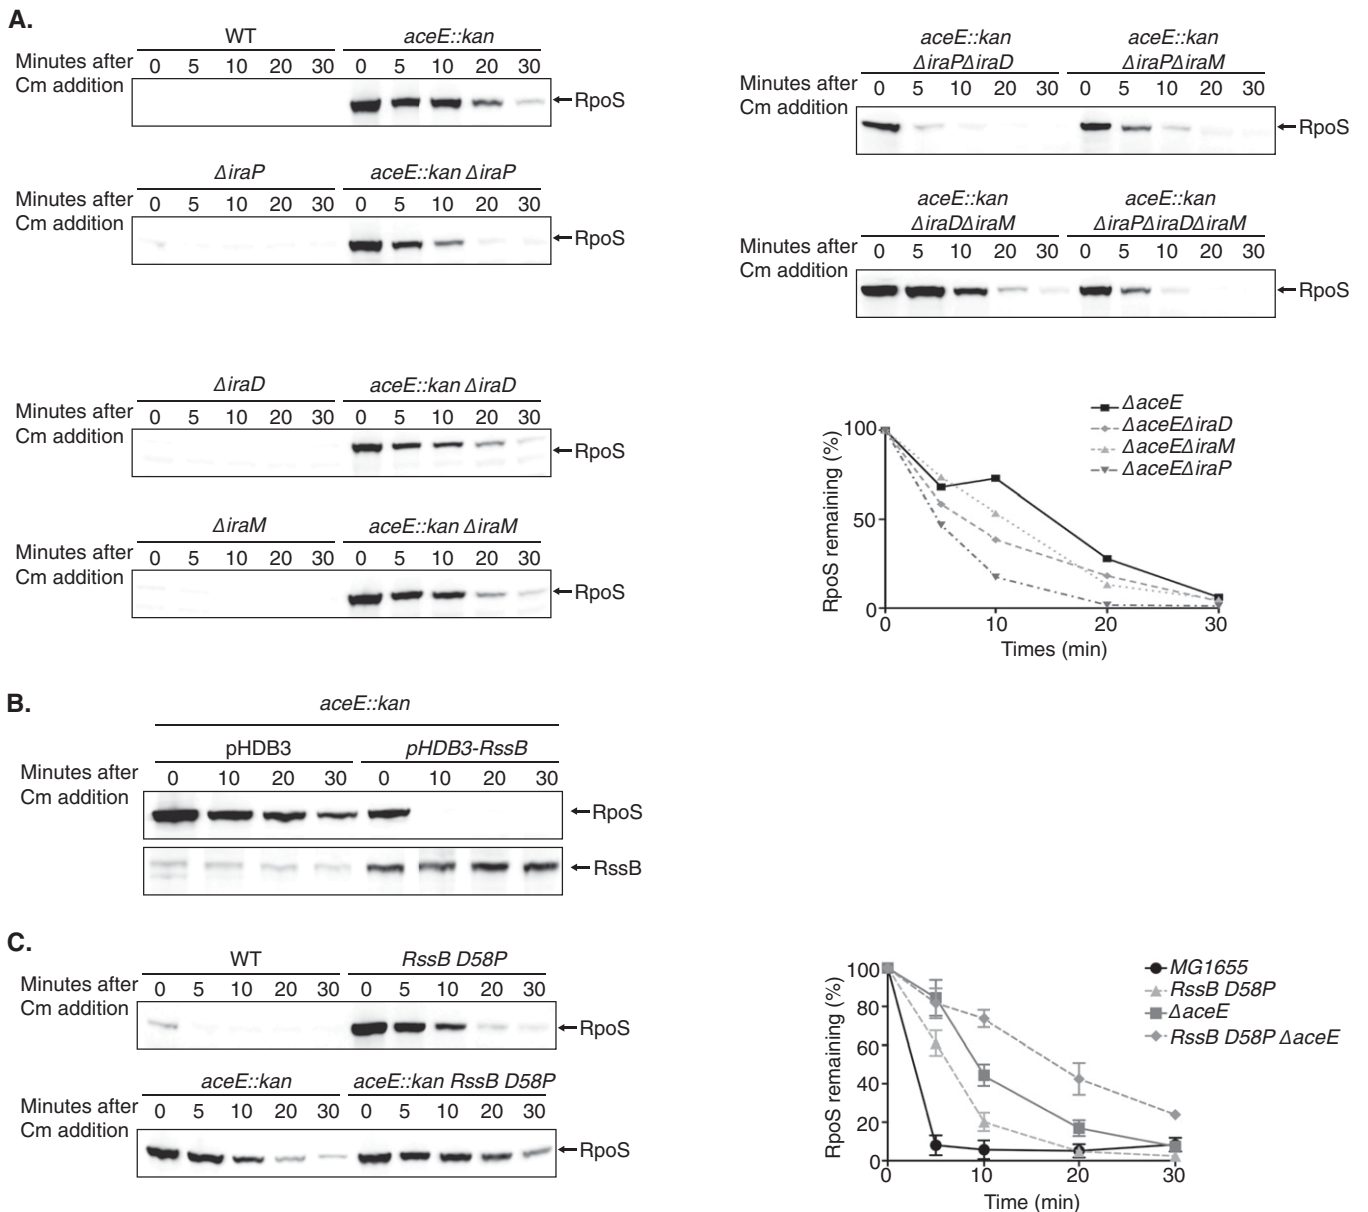 A.
WT aceE::kan
Minutes after Cm addition 0 5 10 20 30 0 5 10 20 30
RpoS
ΔiraP aceE::kan ΔiraP
Minutes after Cm addition 0 5 10 20 30 0 5 10 20 30
RpoS
ΔiraD aceE::kan ΔiraD
Minutes after Cm addition 0 5 10 20 30 0 5 10 20 30
RpoS
ΔiraM aceE::kan ΔiraM
Minutes after Cm addition 0 5 10 20 30 0 5 10 20 30
RpoS
aceE::kan ΔiraPΔiraD aceE::kan ΔiraPΔiraM
Minutes after Cm addition 0 5 10 20 30 0 5 10 20 30
RpoS
aceE::kan ΔiraDΔiraM aceE::kan ΔiraPΔiraDΔiraM
Minutes after Cm addition 0 5 10 20 30 0 5 10 20 30
RpoS
ΔaceE
ΔaceEΔiraD
ΔaceEΔiraM
ΔaceEΔiraP
RpoS remaining (%)
100
50
0
0 10 20 30
Times (min)
B.
aceE::kan
pHDB3 pHDB3-RssB
Minutes after Cm addition 0 10 20 30 0 10 20 30
RpoS
RssB
C.
WT RssB D58P
Minutes after Cm addition 0 5 10 20 30 0 5 10 20 30
RpoS
aceE::kan aceE::kan RssB D58P
Minutes after Cm addition 0 5 10 20 30 0 5 10 20 30
RpoS
MG1655
RssB D58P
ΔaceE
RssB D58P ΔaceE
RpoS remaining (%)
100
80
60
40
20
0
0 10 20 30
Time (min)